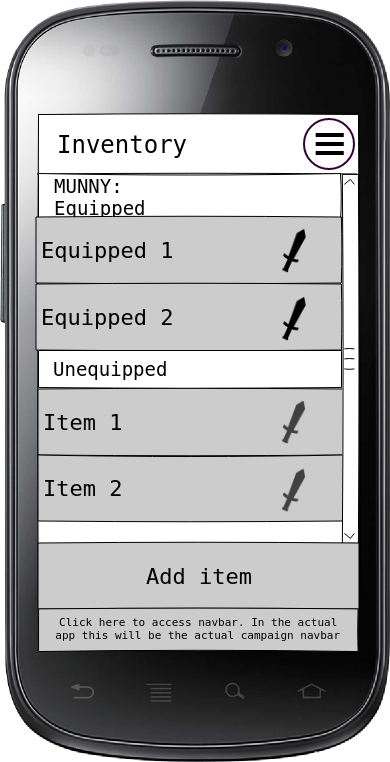 Inventory
MUNNY:
Equipped
Equipped 1
Equipped 2
Unequipped
Item 1
Item 2
Add item
Click here to access navbar. In the actual
app this will be the actual campaign navbar